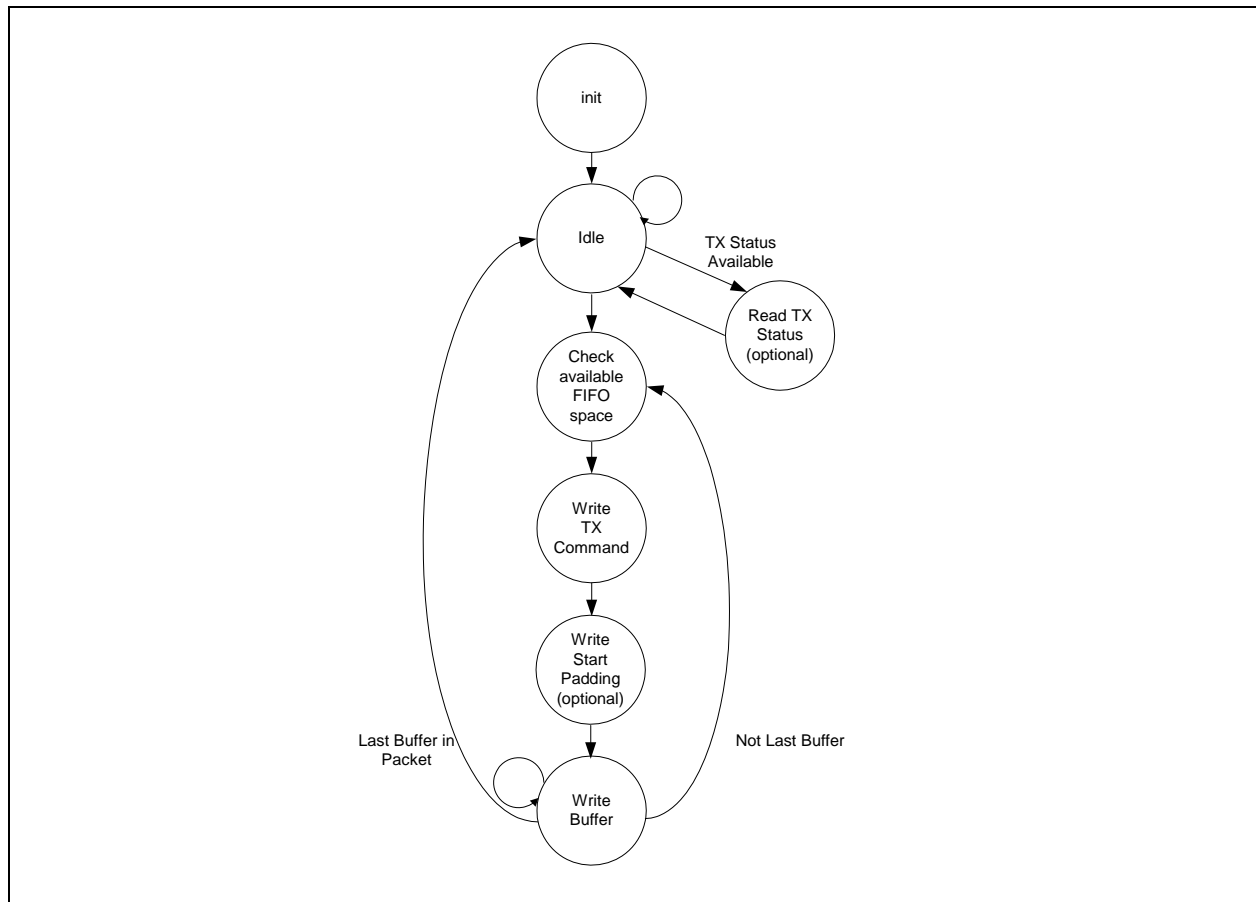 init
Idle
TX Status
Available
Read TX
Status
(optional)
Check
available
FIFO
space
Write
TX
Command
Write
Start
Padding
(optional)
Last Buffer in
Packet
Not Last Buffer
Write
Buffer